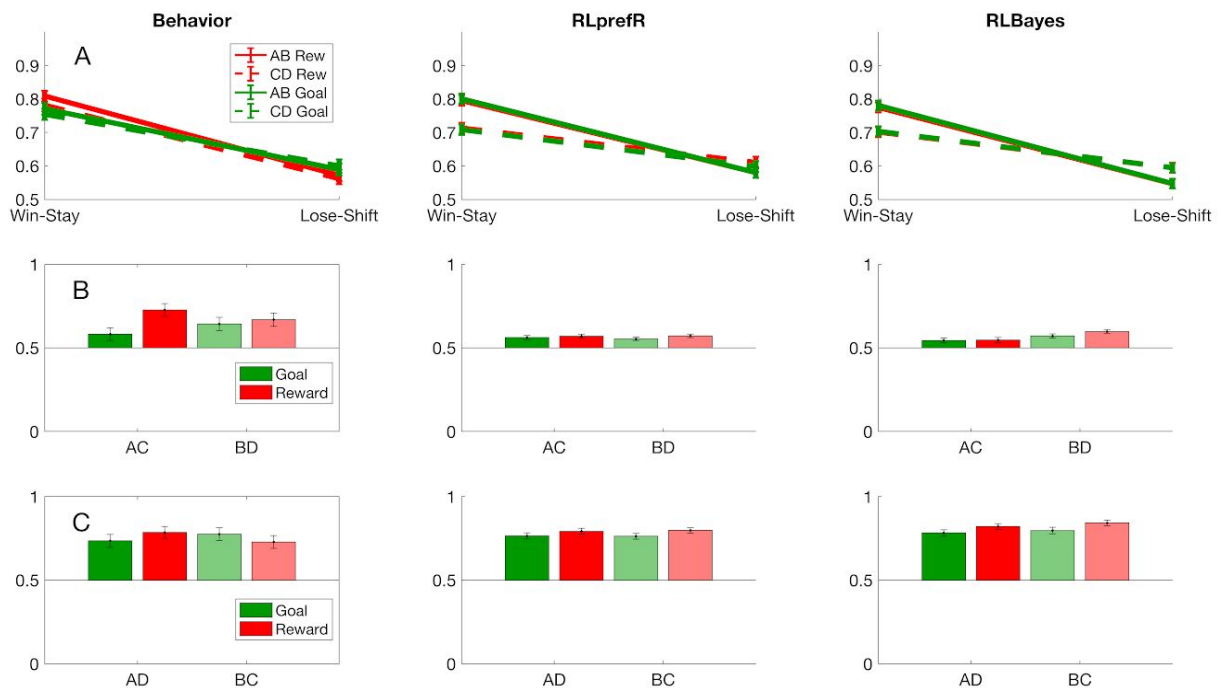 Behavior
RLprefR
RLBayes
A
AB Rew
CD Rew
AB Goal
CD Goal
0.9
0.8
0.7
0.6
0.5
Win-Stay
Lose-Shift
0.9
0.8
0.7
0.6
0.5
Win-Stay
Lose-Shift
0.9
0.8
0.7
0.6
0.5
Win-Stay
Lose-Shift
B
1
0.5
0
Goal
Reward
AC
BD
1
0.5
0
AC
BD
1
0.5
0
AC
BD
C
1
0.5
0
Goal
Reward
AD
BC
1
0.5
0
AD
BC
1
0.5
0
AD
BC